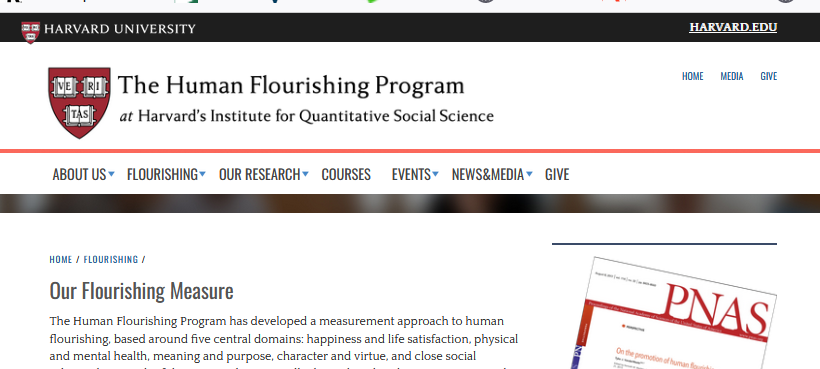 HARVARD UNIVERSITY
HARVARD.EDU
VE RI
TAS
The Human Flourishing Program
at Harvard's Institute for Quantitative Social Science
HOME MEDIA GIVE
ABOUT US FLOURISHING OUR RESEARCH COURSES EVENTS NEWS&MEDIA GIVE
HOME / FLOURISHING /
Our Flourishing Measure
The Human Flourishing Program has developed a measurement approach to human
flourishing, based around five central domains: happiness and life satisfaction, physical
and mental health, meaning and purpose, character and virtue, and close social
PNAS
On the promotion of human